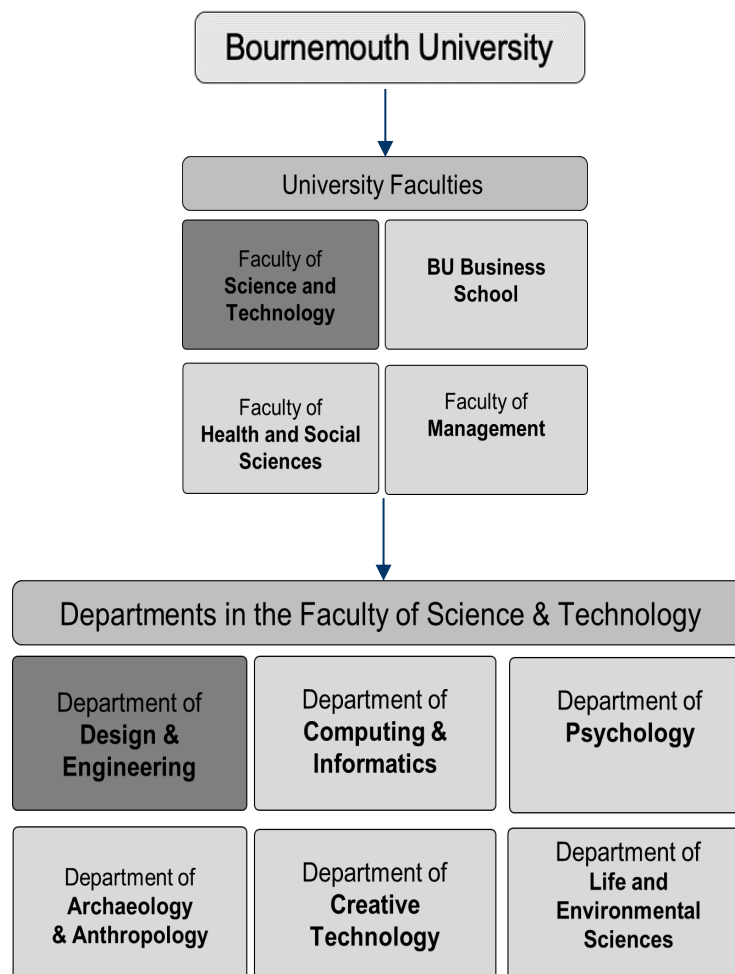 Bournemouth University
University Faculties
Faculty of
Science and
Technology
BU Business
School
Faculty of
Health and Social
Sciences
Faculty of
Management
Departments in the Faculty of Science & Technology
Department of
Design &
Engineering
Department of
Computing &
Informatics
Department of
Psychology
Department of
Archaeology
& Anthropology
Department of
Creative
Technology
Department of
Life and
Environmental
Sciences